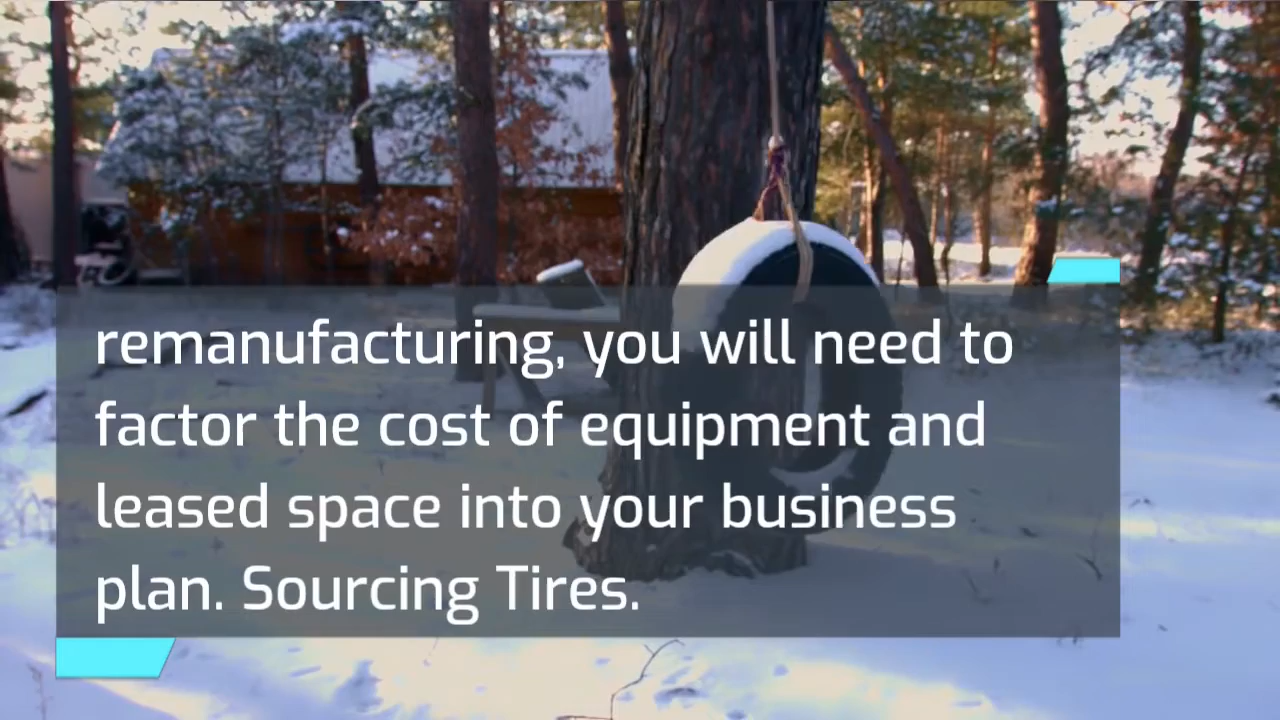 remanufacturing, you will need to
factor the cost of equipment and
leased space into your business
plan. Sourcing Tires.